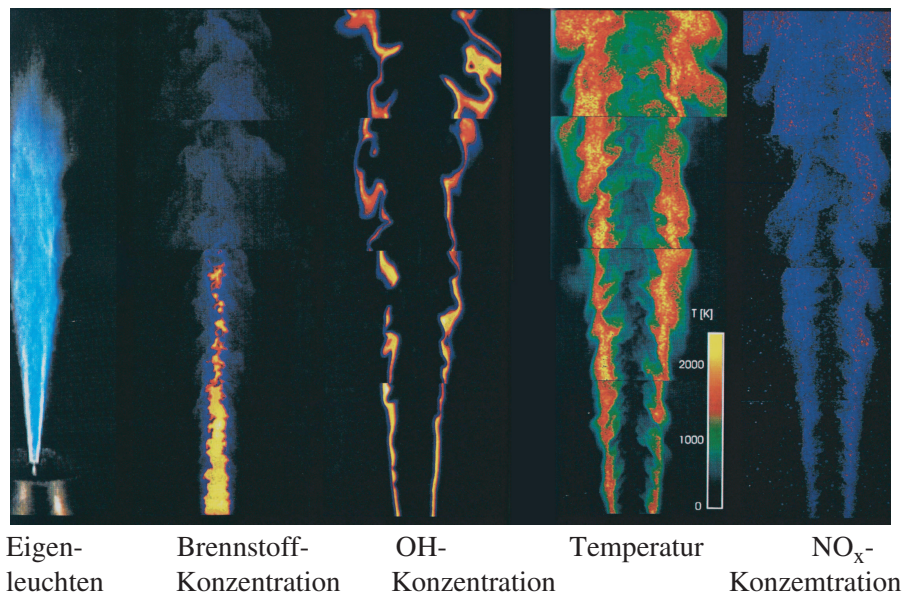 T [K]
2000
1000
0
Eigen-
leuchten
Brennstoff-
Konzentration
OH-
Konzentration
Temperatur
NOx-
Konzemtration